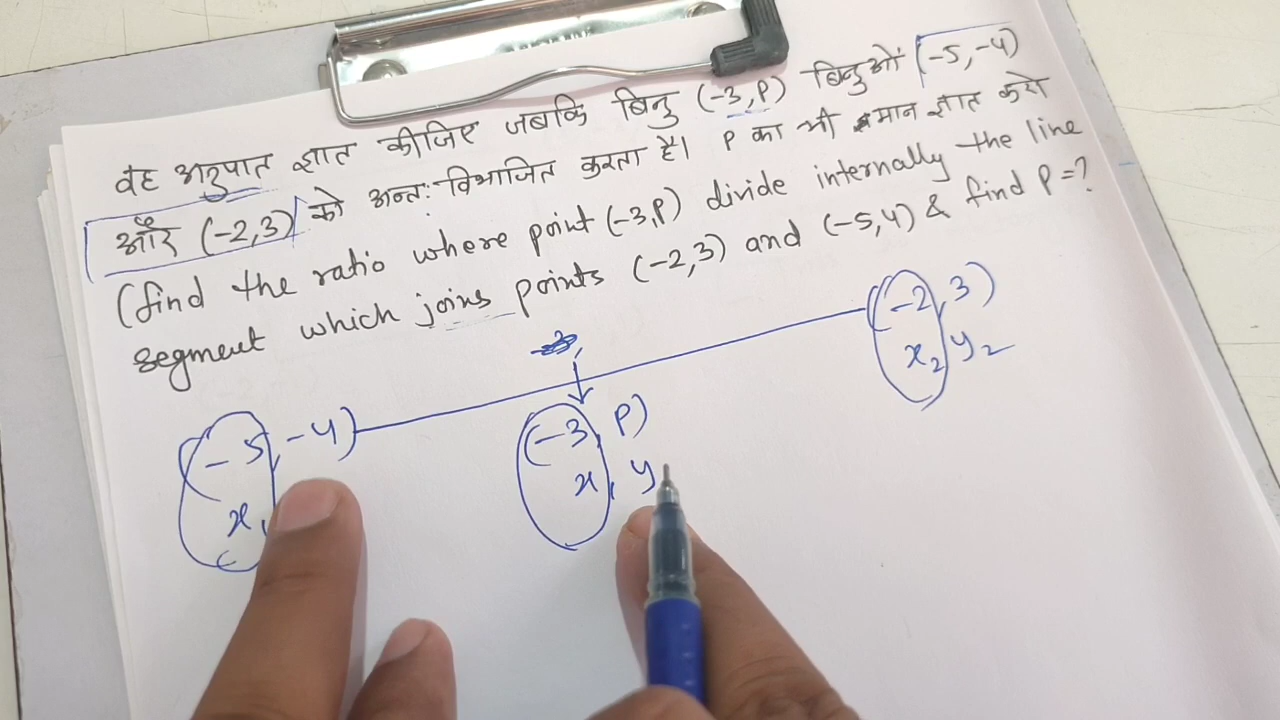 वह अनुपात ज्ञात कीजिए जबकि बिन्दु (-3,P) बिन्दुओं (-5,-4)
और (-2,3) को अन्तः विभाजित करता है। P का भी मान ज्ञात करो
(find the ratio where point (-3,P) divide internally the line
segment which joins points (-2,3) and (-5,4) & find P=?
(-2,3)
x₂ y₂
(-5,-4)
(-3,P)
x, y
x